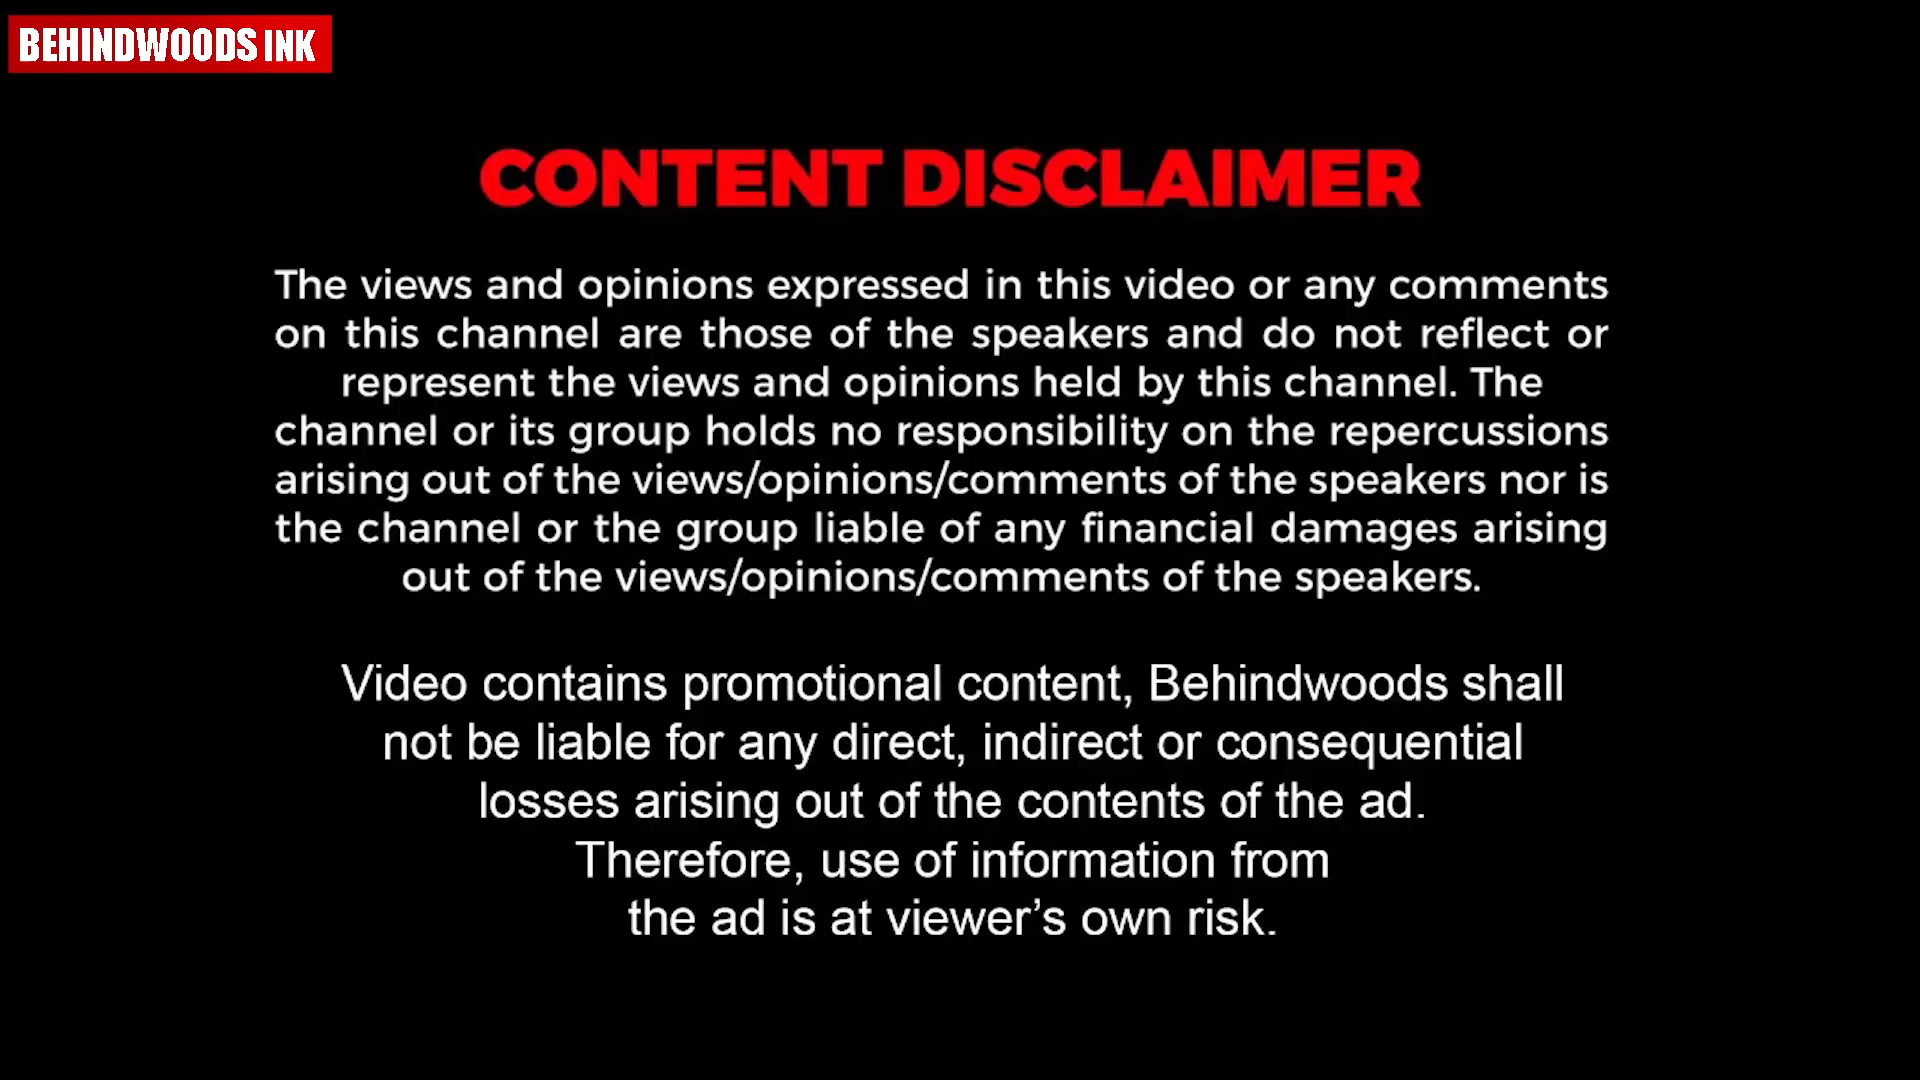 BEHINDWOODS INK
CONTENT DISCLAIMER
The views and opinions expressed in this video or any comments
on this channel are those of the speakers and do not reflect or
represent the views and opinions held by this channel. The
channel or its group holds no responsibility on the repercussions
arising out of the views/opinions/comments of the speakers nor is
the channel or the group liable of any financial damages arising
out of the views/opinions/comments of the speakers.
Video contains promotional content, Behindwoods shall
not be liable for any direct, indirect or consequential
losses arising out of the contents of the ad.
Therefore, use of information from
the ad is at viewer’s own risk.